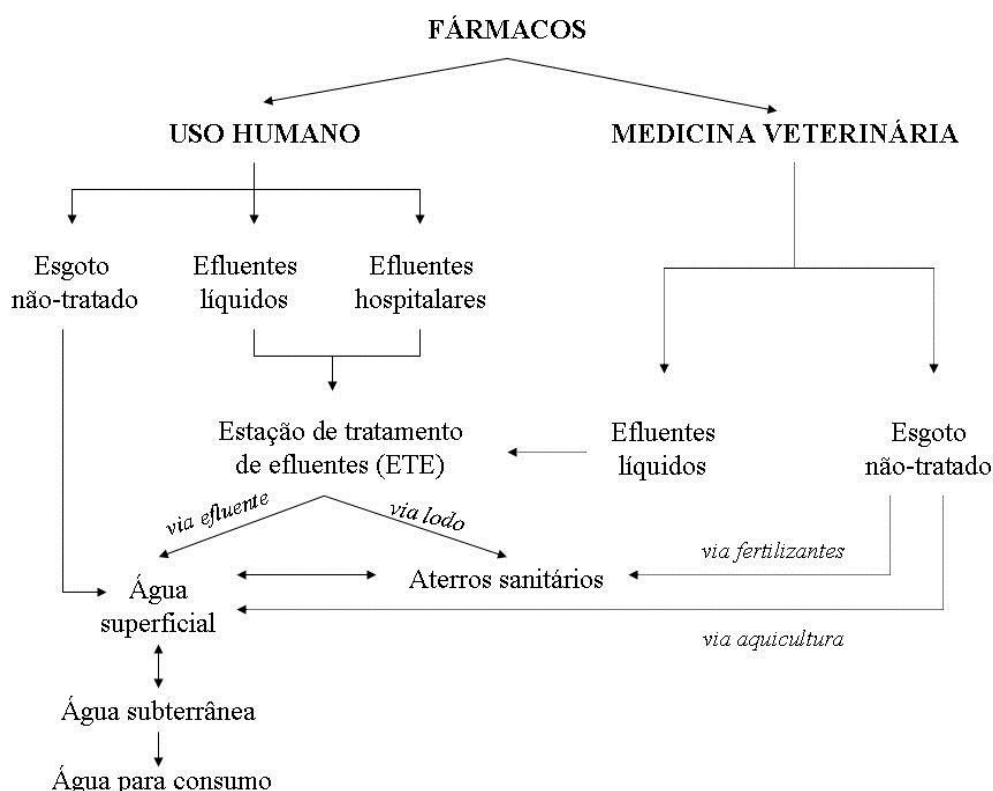 FÁRMACOS
USO HUMANO
MEDICINA VETERINÁRIA
Esgoto
não-tratado
Efluentes
líquidos
Efluentes
hospitalares
Estação de tratamento
de efluentes (ETE)
Efluentes
líquidos
Esgoto
não-tratado
via efluente
via lodo
via fertilizantes
Aterros sanitários
Água
superficial
via aquicultura
Água subterrânea
Água para consumo